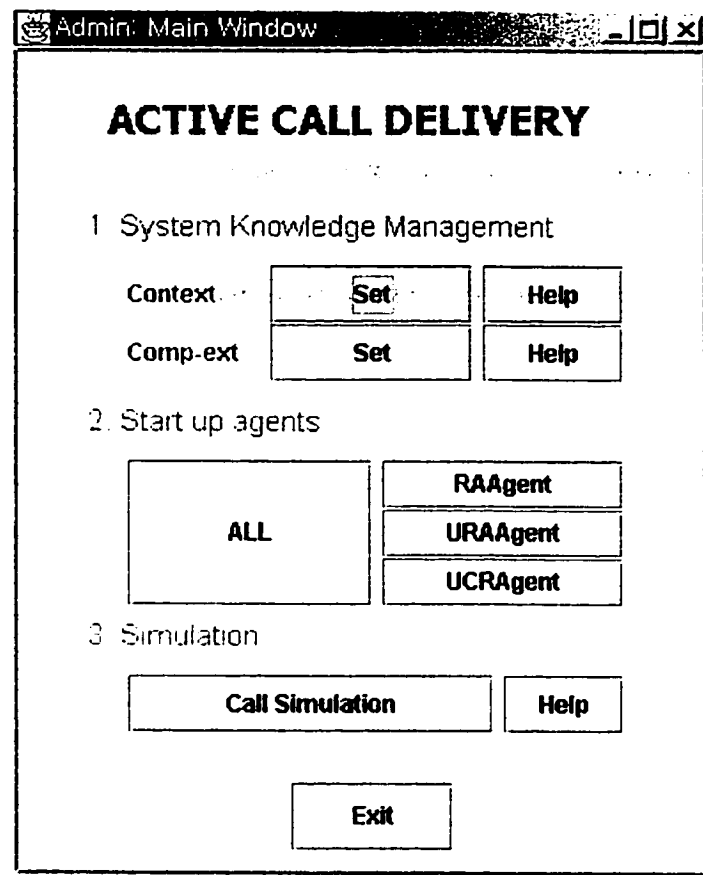 Admin: Main Window
ACTIVE CALL DELIVERY
1 System Knowledge Management
Context Set Help
Comp-ext Set Help
2. Start up agents
ALL
RAAgent
URAAgent
UCRAgent
3 Simulation
Call Simulation Help
Exit